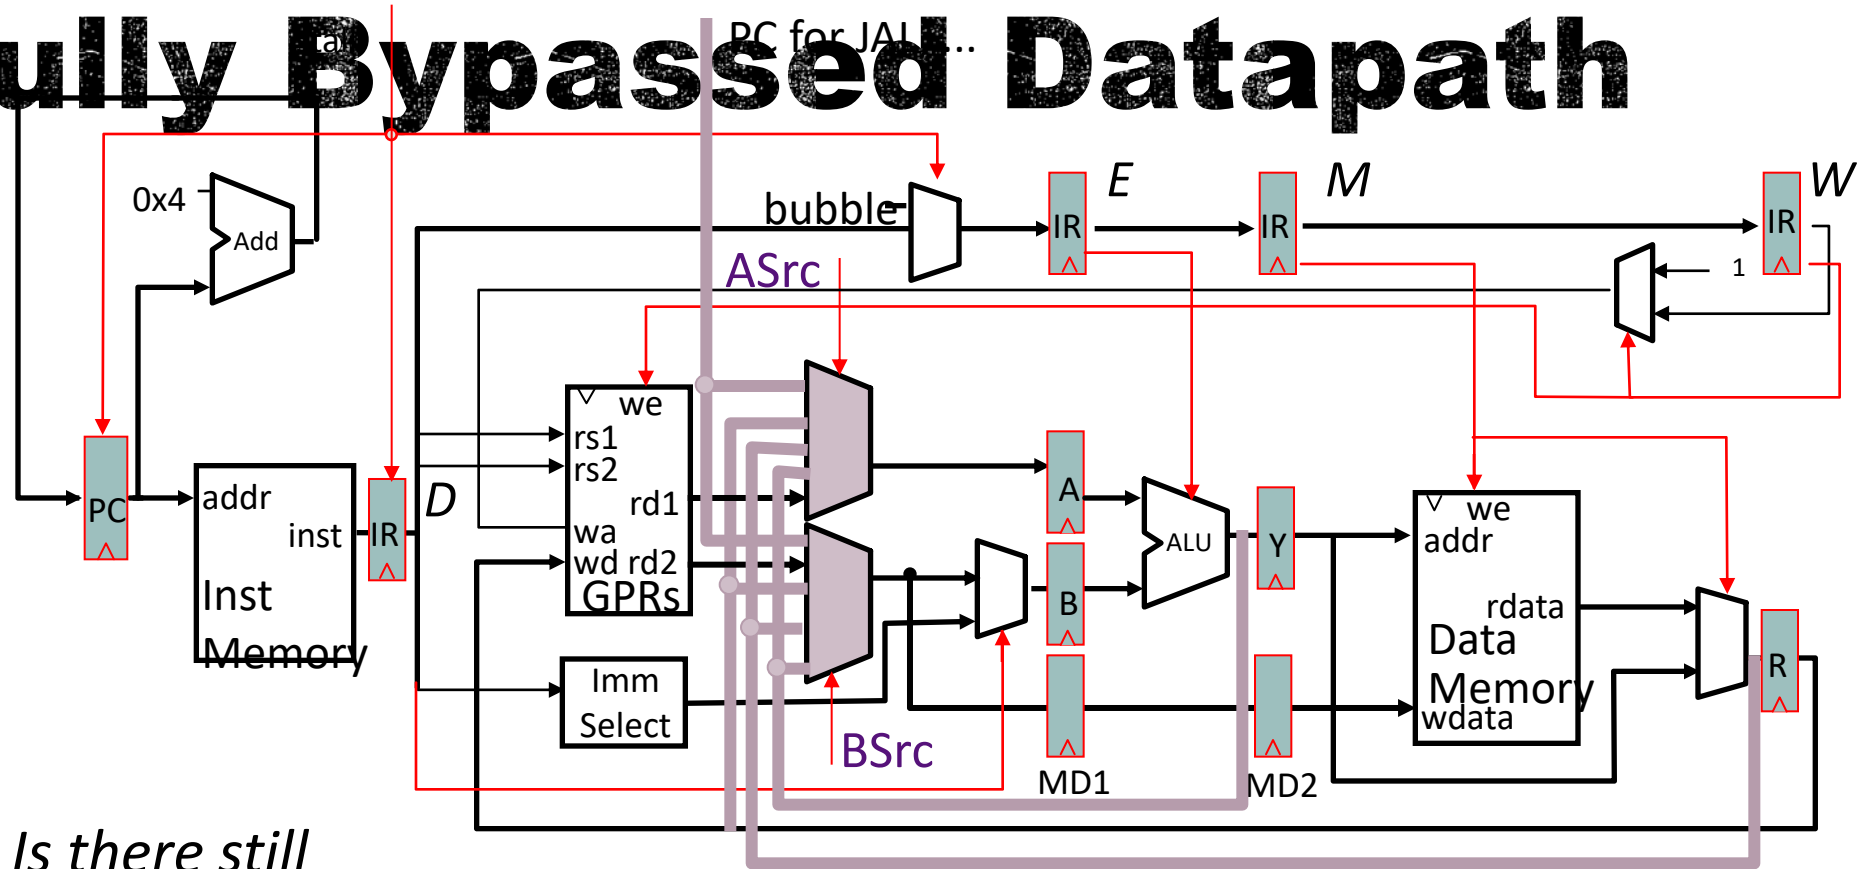 ully Bypassed Datapath
PC for JAL ...
E
M
W
0x4
bubble
IR
IR
IR
Add
ASrc
1
we
rs1
rs2
rd1
wa
wd rd2
GPRs
PC
addr
inst
Inst
Memory
IR
D
A
B
ALU
Y
we
addr
rdata
Data
Memory
wdata
R
Imm
Select
BSrc
MD1
MD2
Is there still